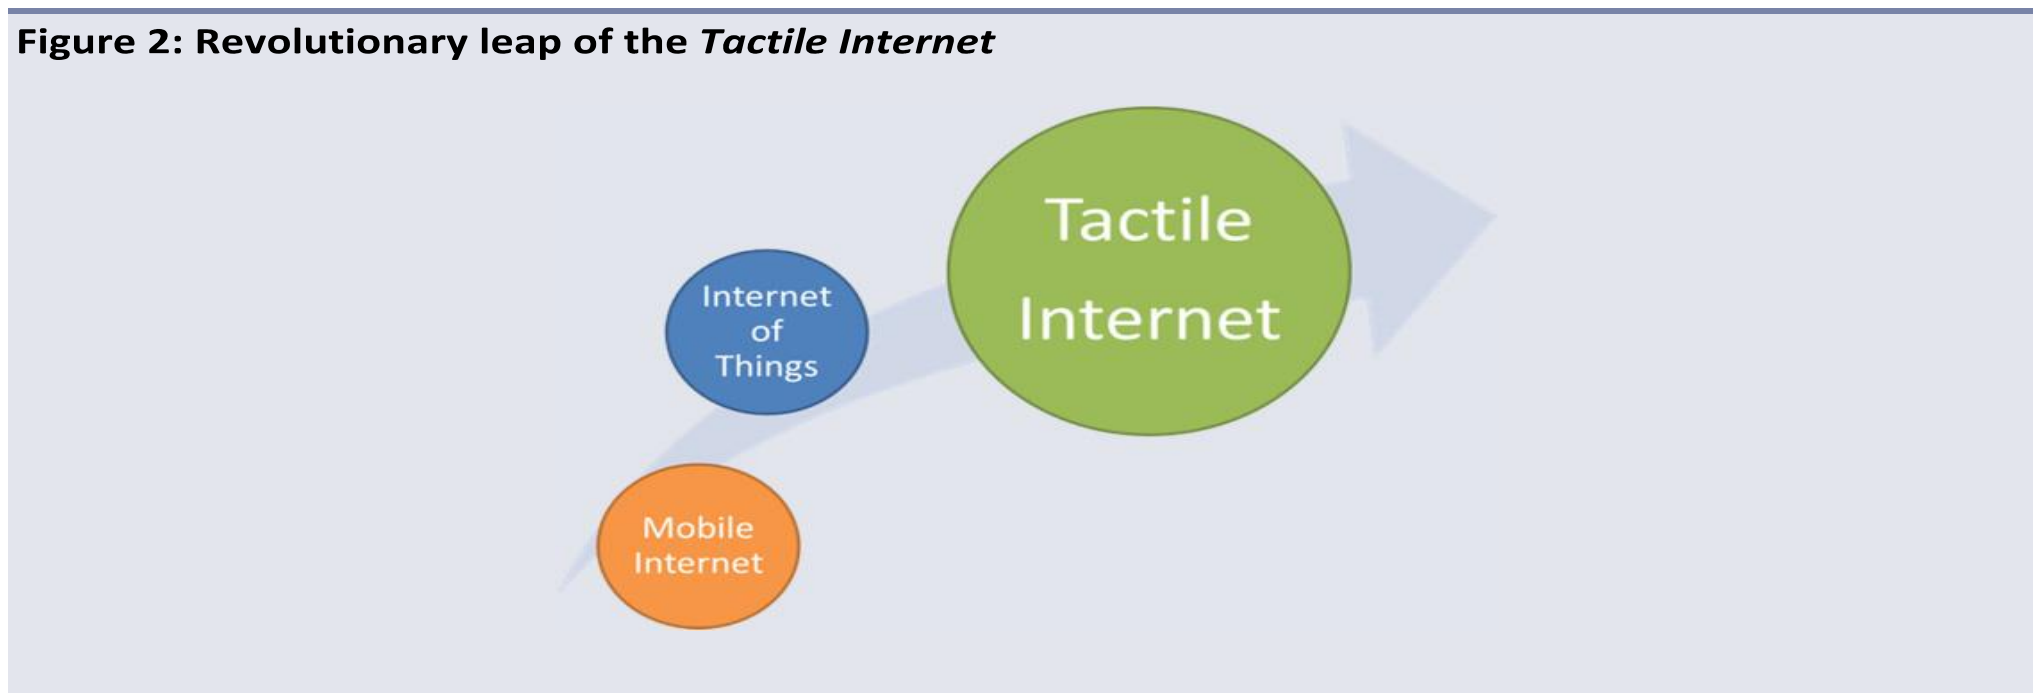 Figure 2: Revolutionary leap of the Tactile Internet
Tactile
Internet
Internet
of
Things
Mobile
Internet